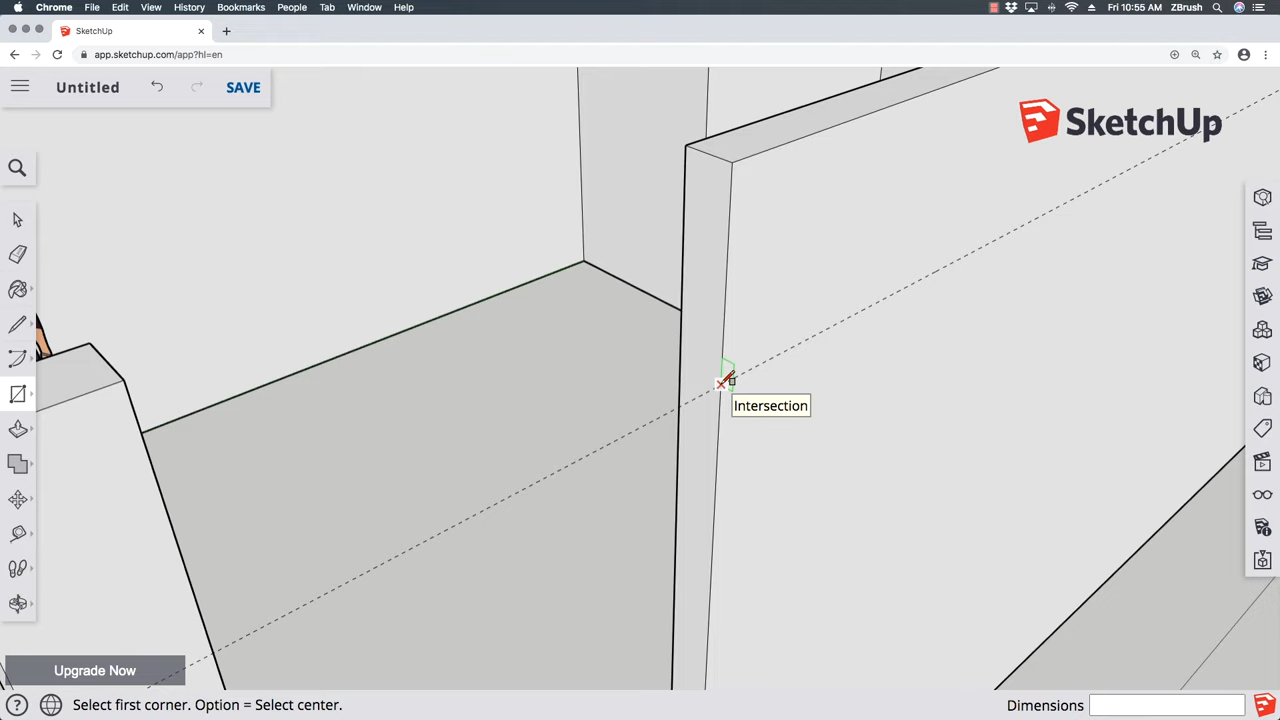 Chrome File Edit View History Bookmarks People Tab Window Help Fri 10:55 AM ZBrush
SketchUp
app.sketchup.com/app?hl=en
Untitled SAVE
SketchUp
Intersection
Upgrade Now
Select first corner. Option = Select center. Dimensions